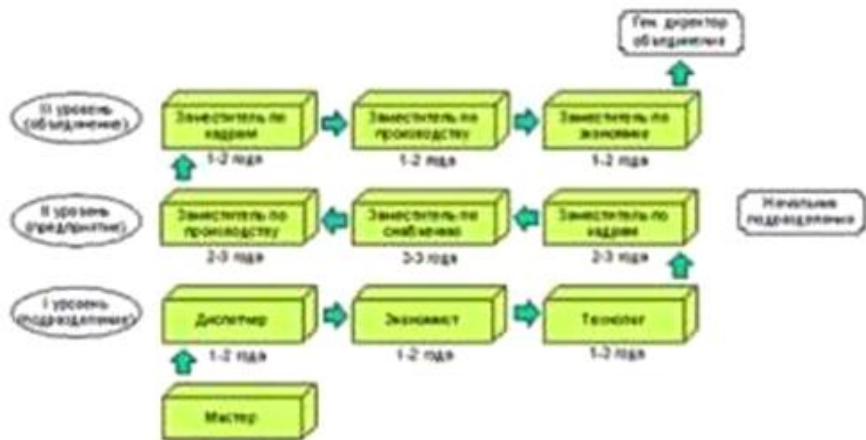 Ген. директор
объединения
III уровень
(объединение)
Заместитель по
кадрам
Заместитель по
производству
Заместитель по
экономике
1-2 года
1-2 года
1-2 года
II уровень
(предприятие)
Заместитель по
производству
Заместитель по
снабжению
Заместитель по
кадрам
Начальник
подразделения
2-3 года
2-3 года
2-3 года
I уровень
(подразделение)
Диспетчер
Экономист
Технолог
1-2 года
1-2 года
года
Мастер